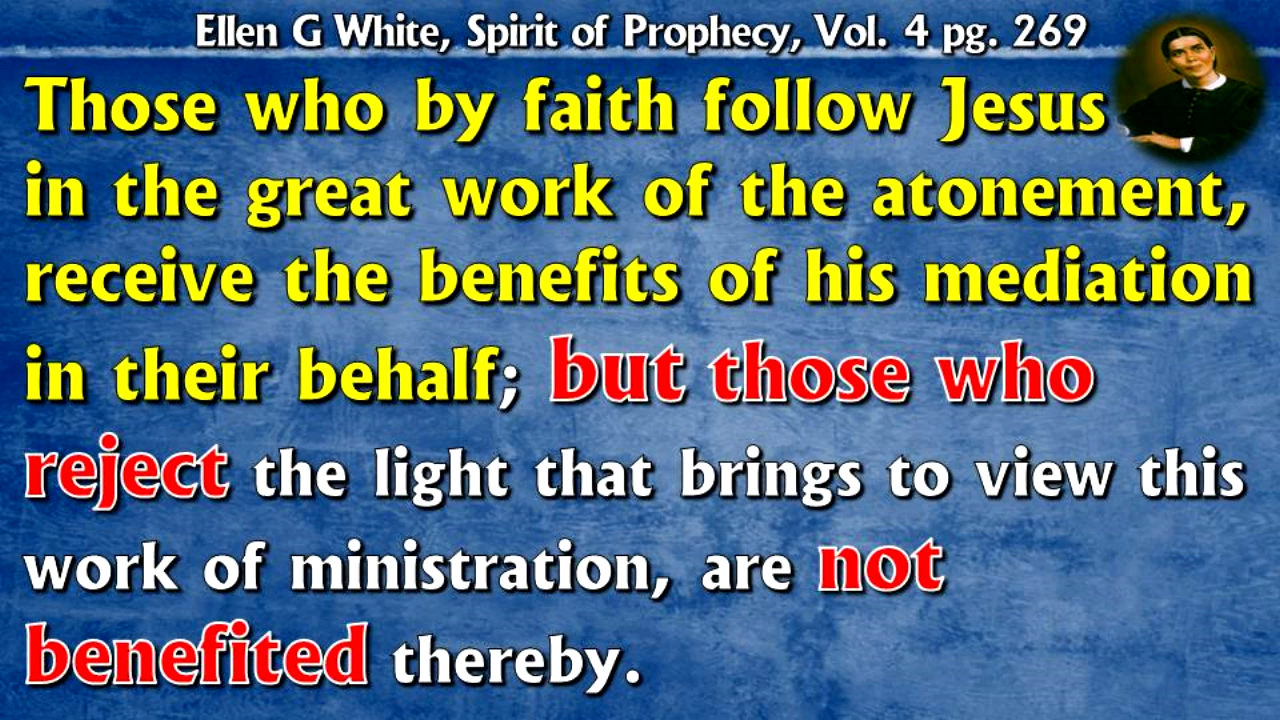 Ellen G White, Spirit of Prophecy, Vol. 4 pg. 269
Those who by faith follow Jesus
in the great work of the atonement,
receive the benefits of his mediation
in their behalf; but those who
reject the light that brings to view this
work of ministration, are not
benefited thereby.